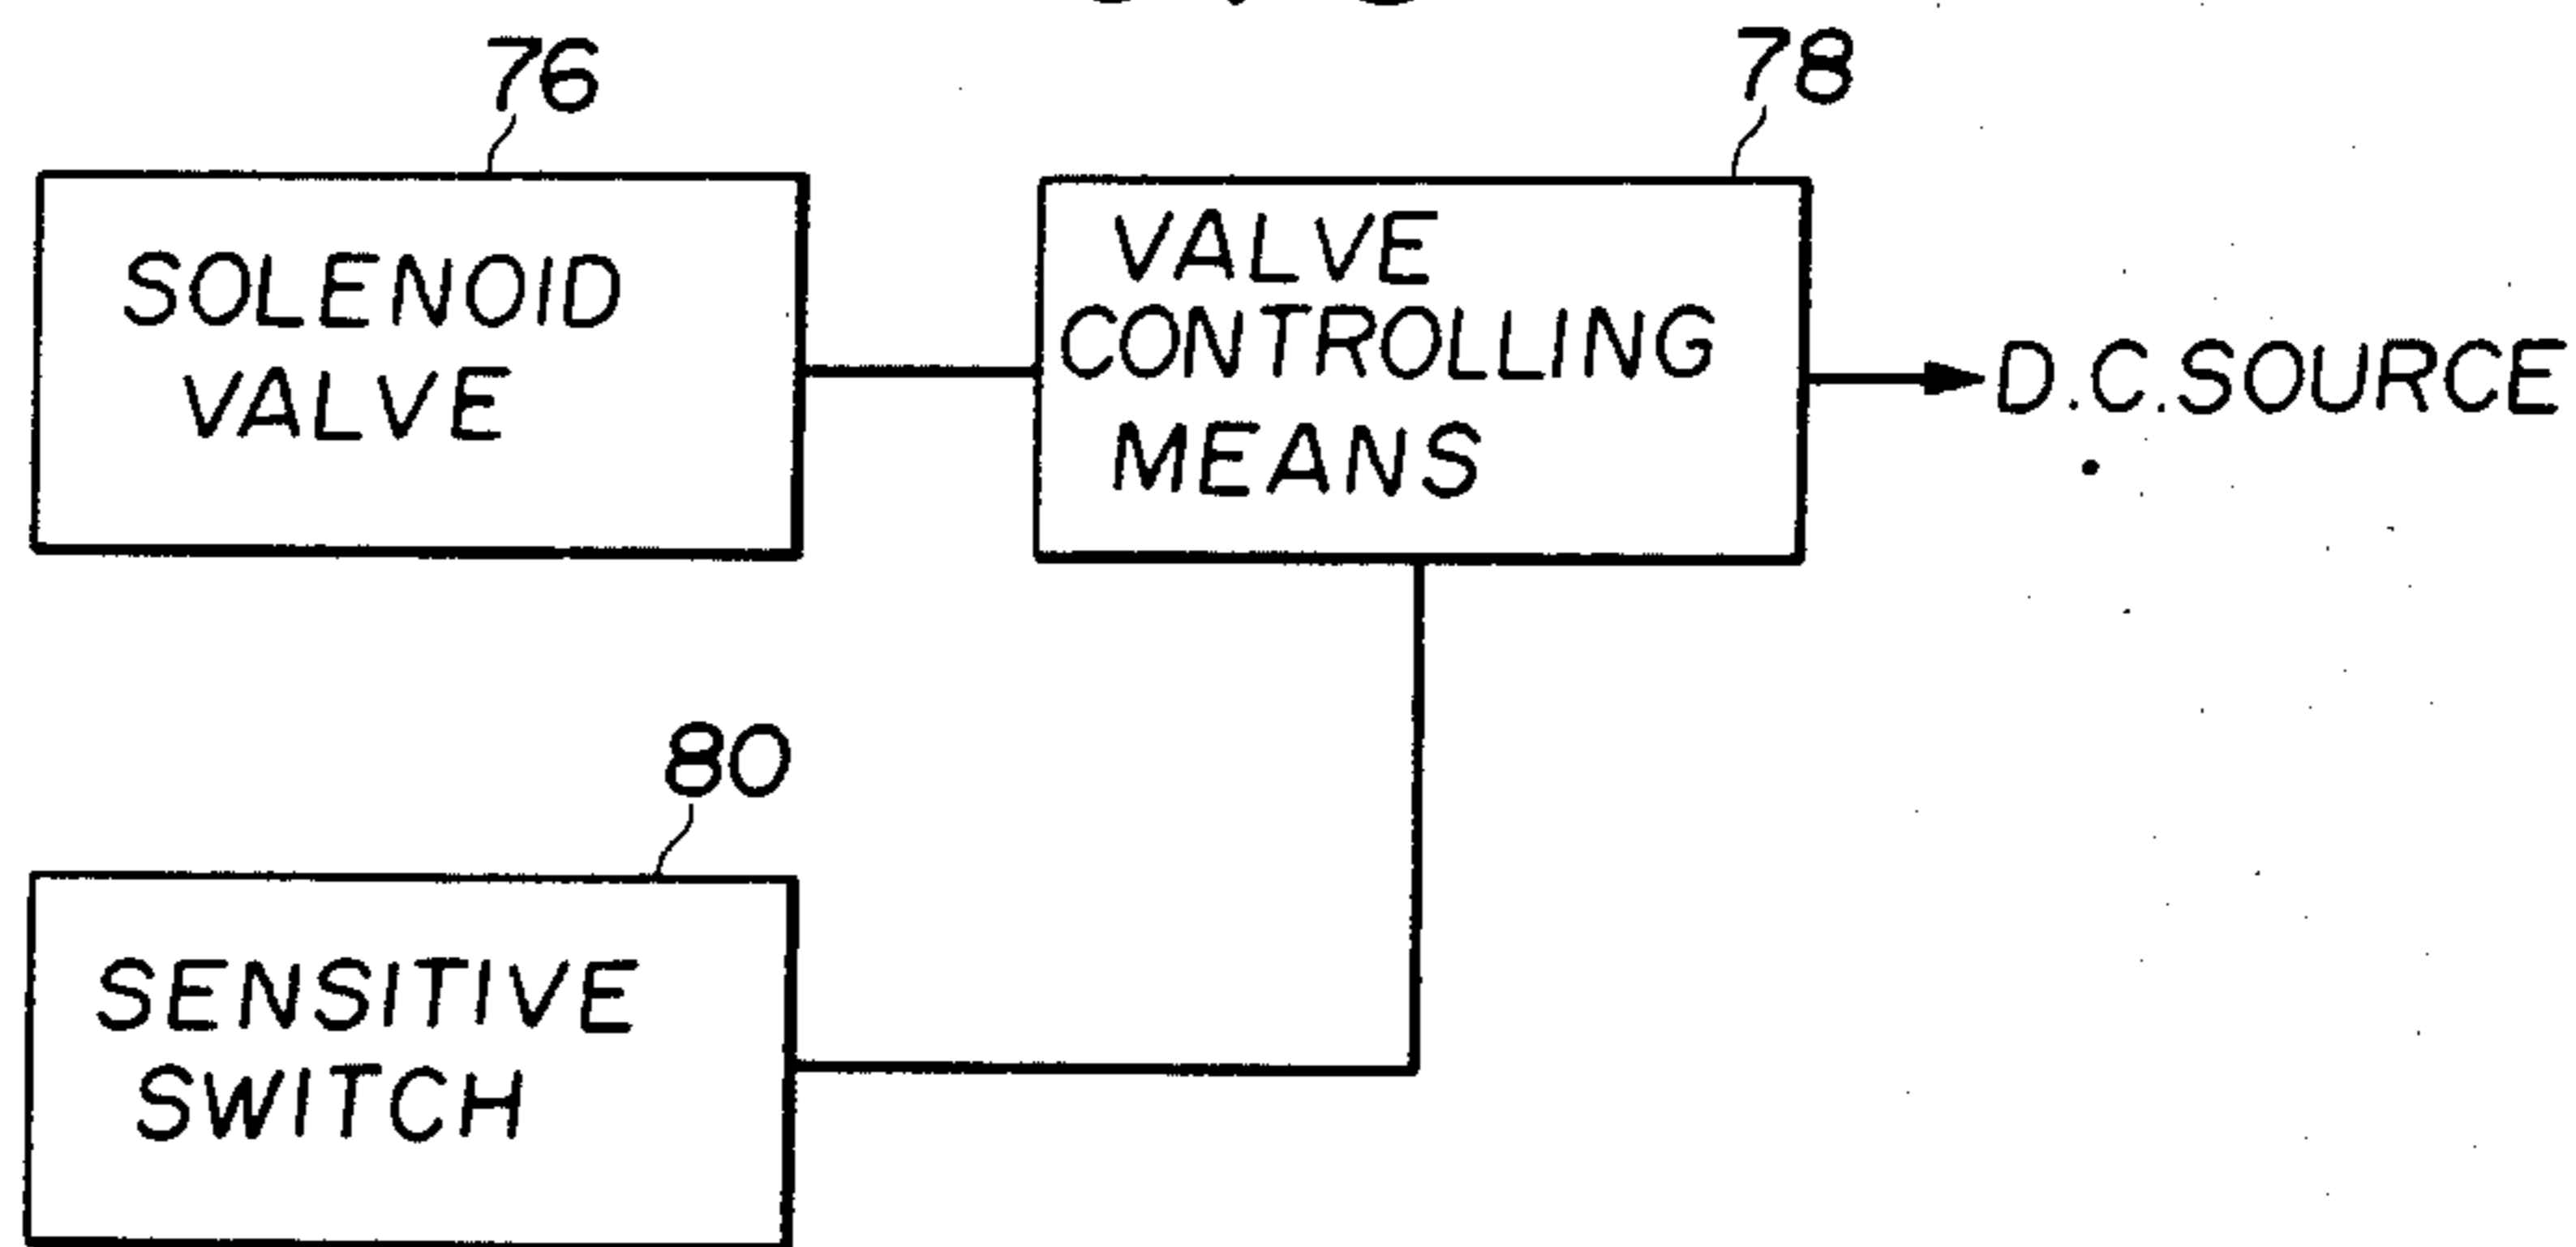 76
78
SOLENOID
VALVE
VALVE
CONTROLLING
MEANS
D.C.SOURCE
80
SENSITIVE
SWITCH